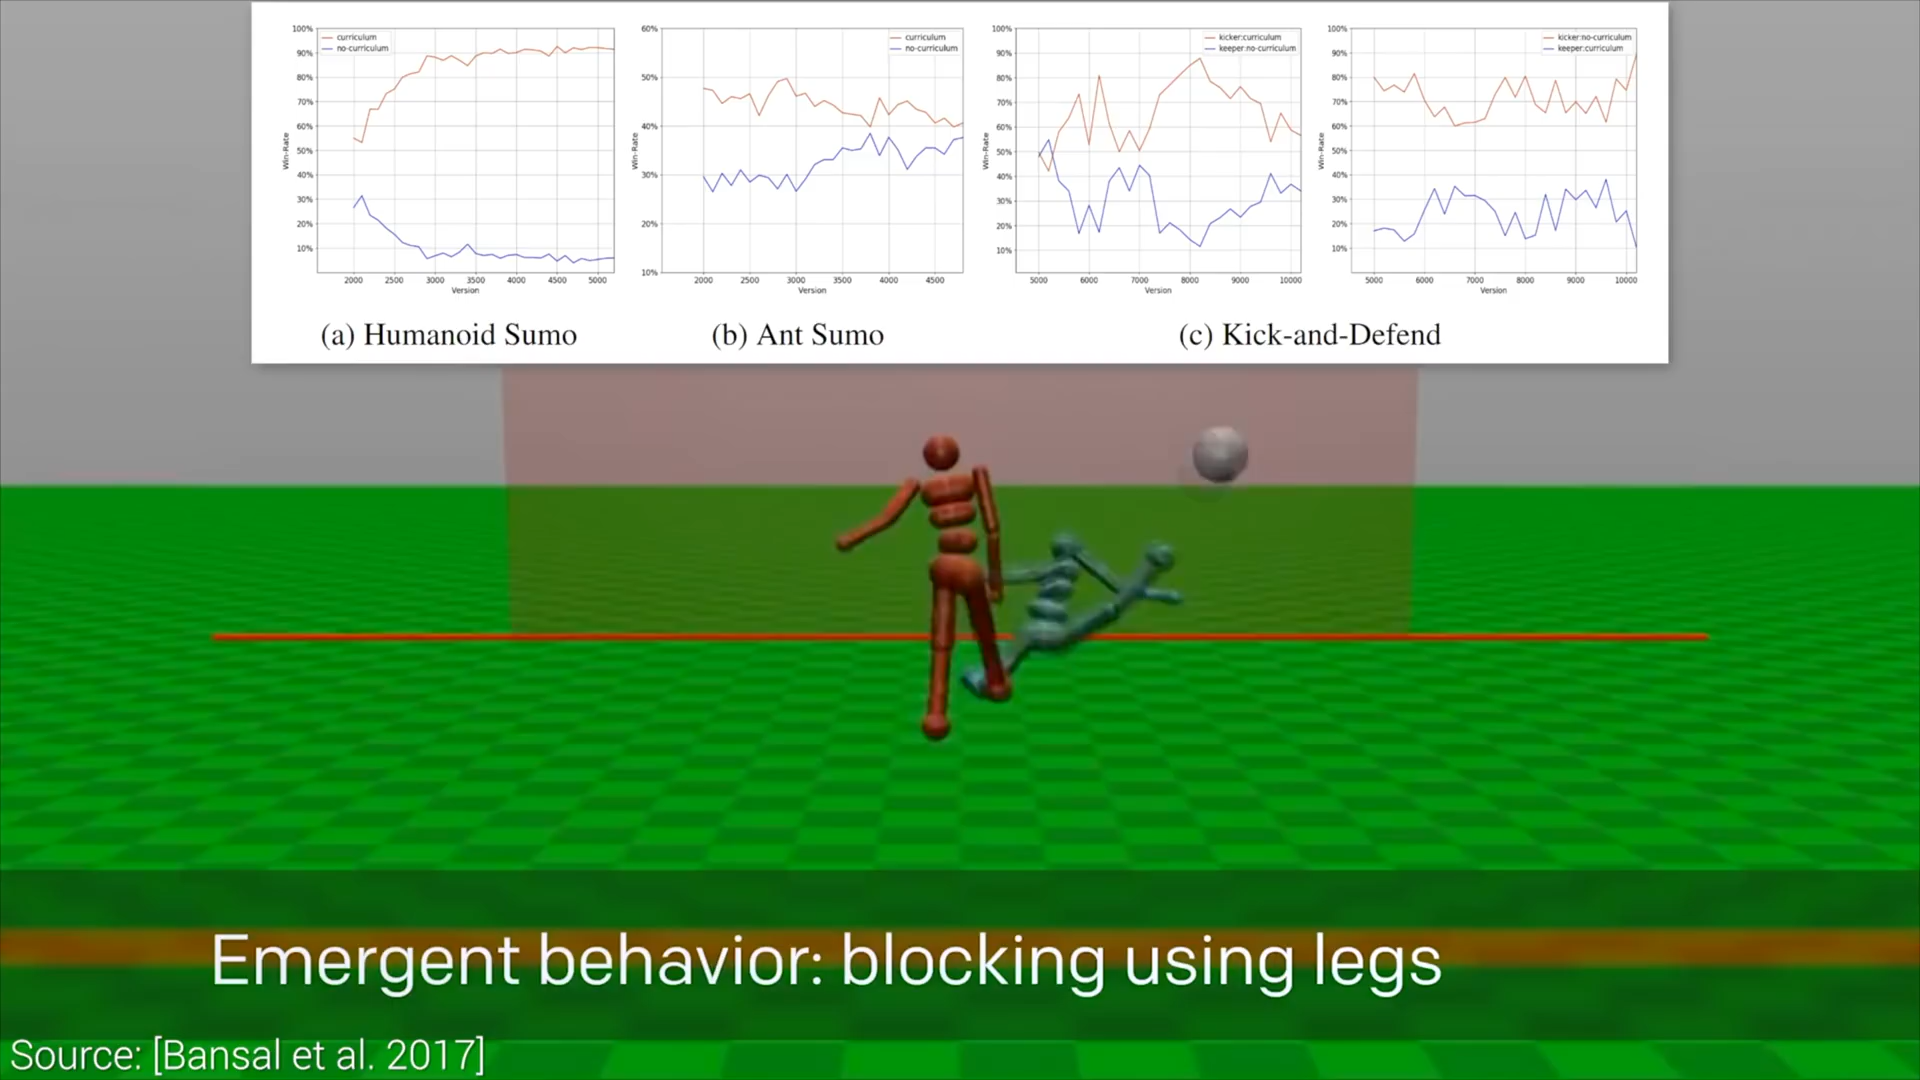 100%
90%
80%
70%
60%
50%
40%
30%
20%
10%
curriculum
no-curriculum
Win-Rate
2000 2500 3000 3500 4000 4500 5000
Version
(a) Humanoid Sumo
60%
50%
40%
30%
20%
10%
curriculum
no-curriculum
Win-Rate
2000 2500 3000 3500 4000 4500
Version
(b) Ant Sumo
100%
90%
80%
70%
60%
50%
40%
30%
20%
10%
kicker:curriculum
keeper:no-curriculum
Win-Rate
5000 6000 7000 8000 9000 10000
Version
100%
90%
80%
70%
60%
50%
40%
30%
20%
10%
kicker:no-curriculum
keeper:curriculum
Win-Rate
5000 6000 7000 8000 9000 10000
Version
(c) Kick-and-Defend
Emergent behavior: blocking using legs
Source: [Bansal et al. 2017]